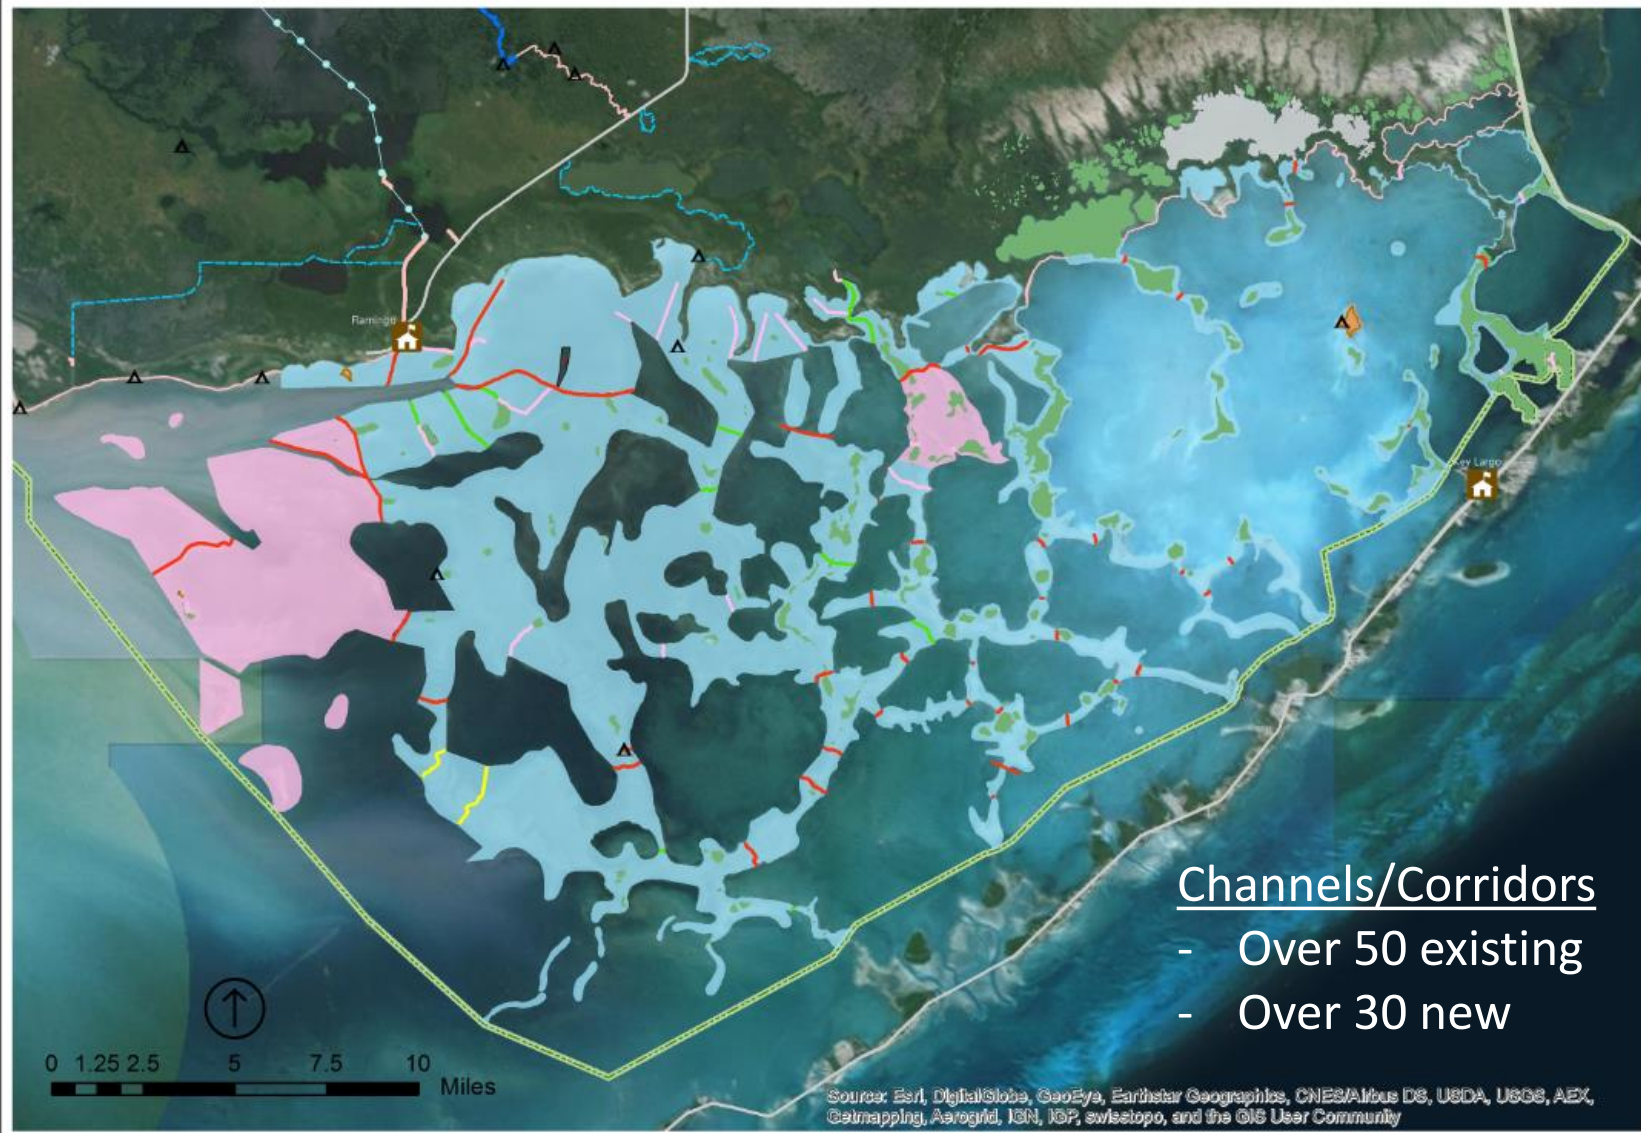 Flamingo
Key Largo
Channels/Corridors
- Over 50 existing
- Over 30 new
0 1.25 2.5 5 7.5 10
Miles
Source: Esri, DigitalGlobe, GeoEye, Earthstar Geographics, CNES/Airbus DS, USDA, USGS, AEX,
Getmapping, Aerogrid, IGN, IGP, swisstopo, and the GIS User Community